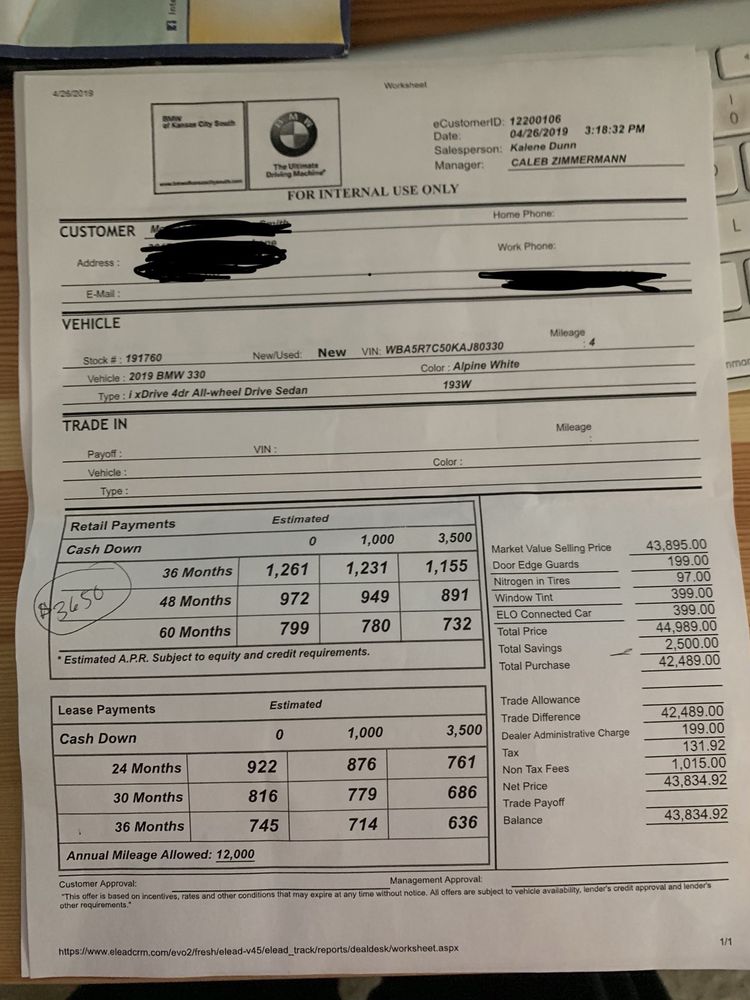 4/26/2019
Worksheet
BMW
of Kansas City South
The Ultimate
Driving Machine®
eCustomerID: 12200106
Date: 04/26/2019 3:18:32 PM
Salesperson: Kalene Dunn
Manager: CALEB ZIMMERMANN
FOR INTERNAL USE ONLY
CUSTOMER
Home Phone:
Address :
Work Phone:
E-Mail :
VEHICLE
Stock # : 191760 New/Used: New VIN: WBA5R7C50KAJ80330 Mileage : 4
Vehicle : 2019 BMW 330 Color : Alpine White
Type : i xDrive 4dr All-wheel Drive Sedan 193W
TRADE IN
Payoff : VIN : Mileage :
Vehicle : Color :
Type :
Retail Payments Estimated
Cash Down 0 1,000 3,500
36 Months 1,261 1,231 1,155
48 Months 972 949 891
60 Months 799 780 732
* Estimated A.P.R. Subject to equity and credit requirements.
$3650
Lease Payments Estimated
Cash Down 0 1,000 3,500
24 Months 922 876 761
30 Months 816 779 686
36 Months 745 714 636
Annual Mileage Allowed: 12,000
Market Value Selling Price 43,895.00
Door Edge Guards 199.00
Nitrogen in Tires 97.00
Window Tint 399.00
ELO Connected Car 399.00
Total Price 44,989.00
Total Savings 2,500.00
Total Purchase 42,489.00
Trade Allowance
Trade Difference 42,489.00
Dealer Administrative Charge 199.00
Tax 131.92
Non Tax Fees 1,015.00
Net Price 43,834.92
Trade Payoff
Balance 43,834.92
Customer Approval: Management Approval:
"This offer is based on incentives, rates and other conditions that may expire at any time without notice. All offers are subject to vehicle availability, lender's credit approval and lender's
other requirements."
https://www.eleadcrm.com/evo2/fresh/elead-v45/elead_track/reports/dealdesk/worksheet.aspx
1/1